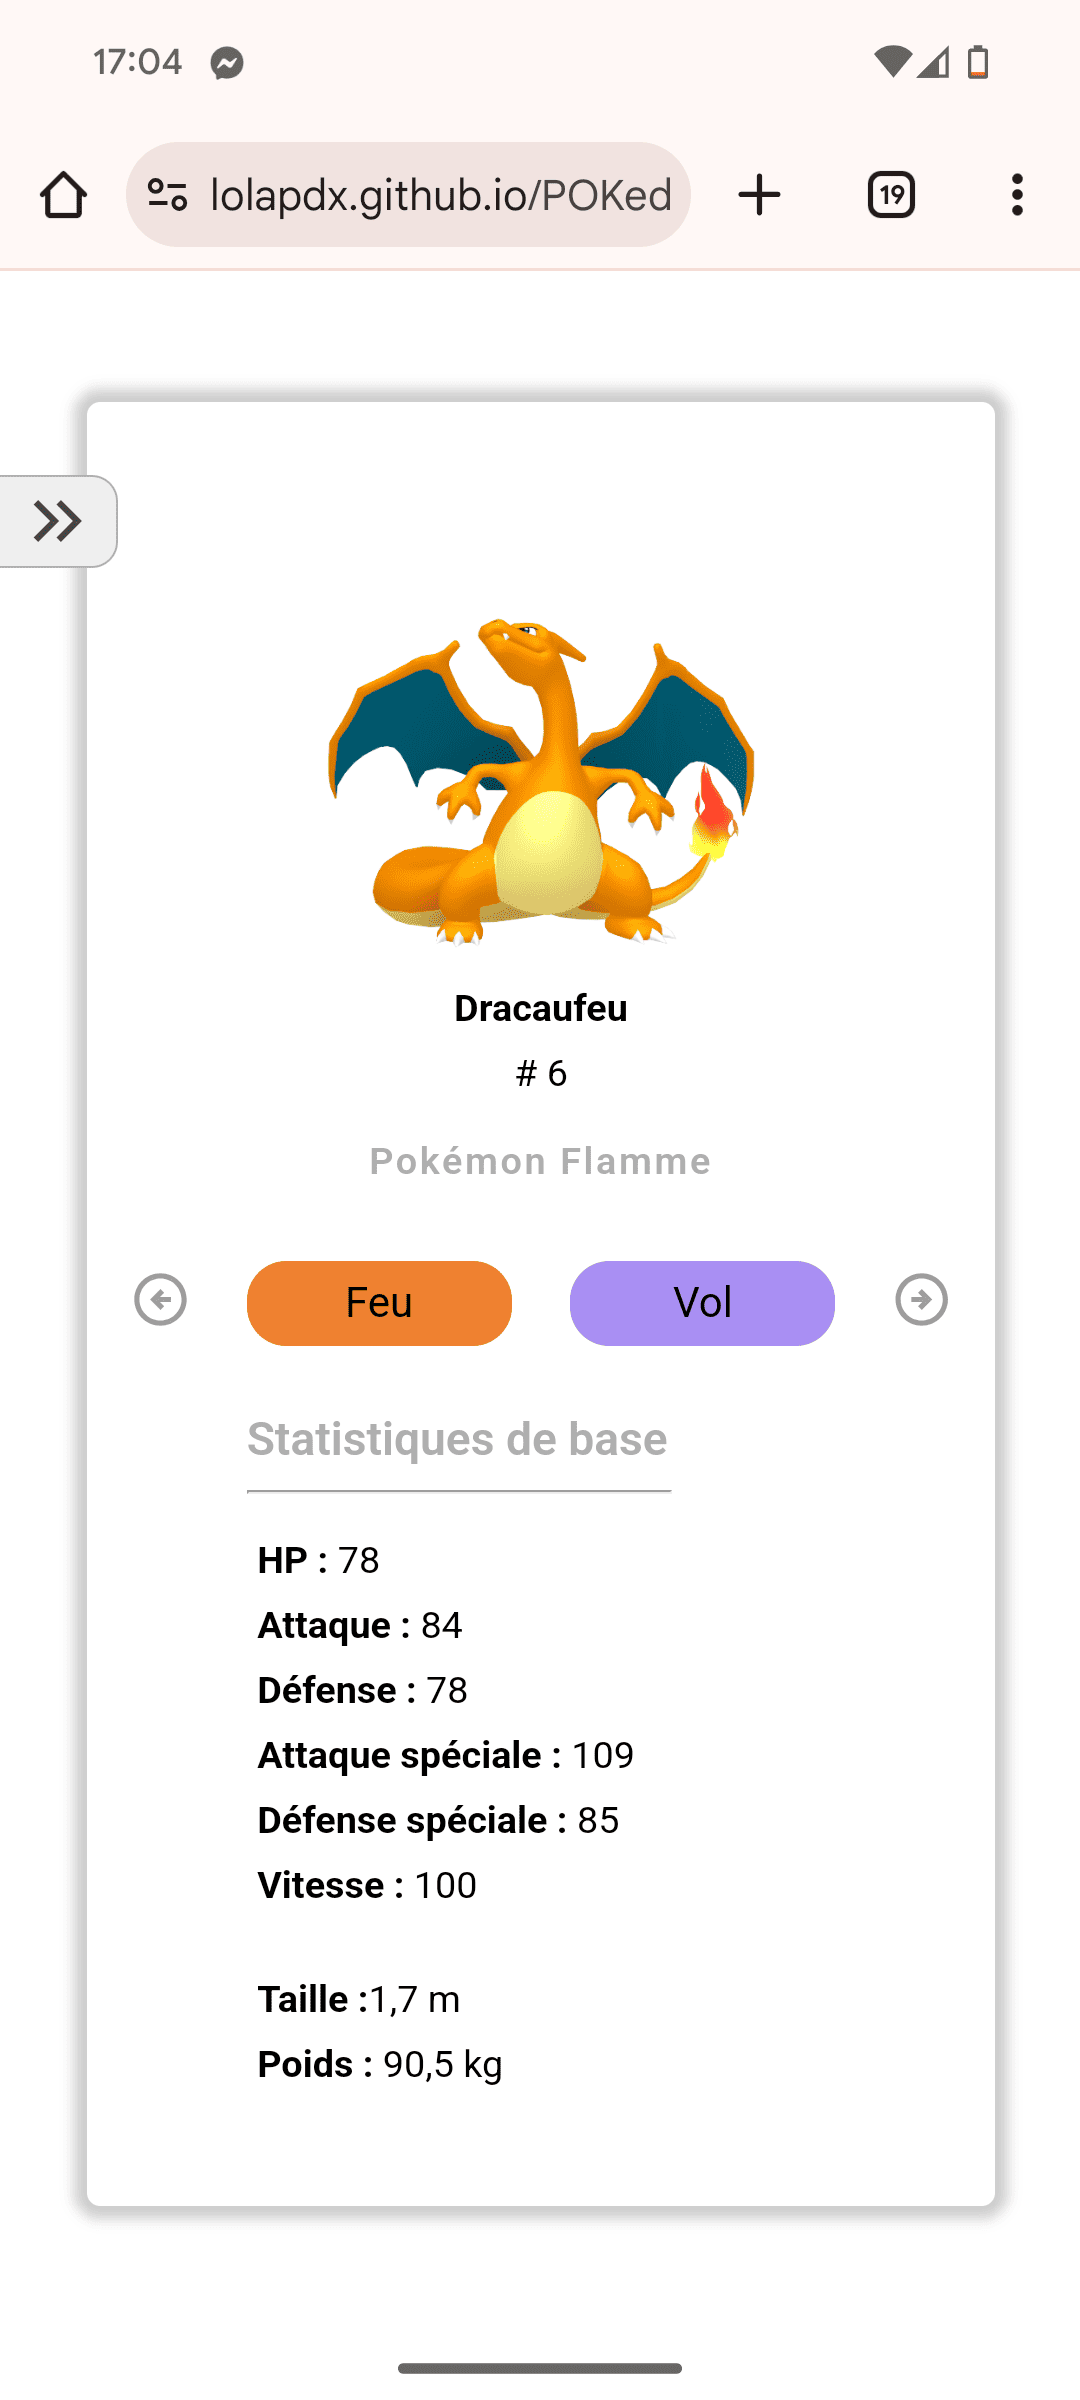 17:04
lolapdx.github.io/POKed
19
Dracaufeu
# 6
Pokémon Flamme
Feu
Vol
Statistiques de base
HP : 78
Attaque : 84
Défense : 78
Attaque spéciale : 109
Défense spéciale : 85
Vitesse : 100
Taille :1,7 m
Poids : 90,5 kg